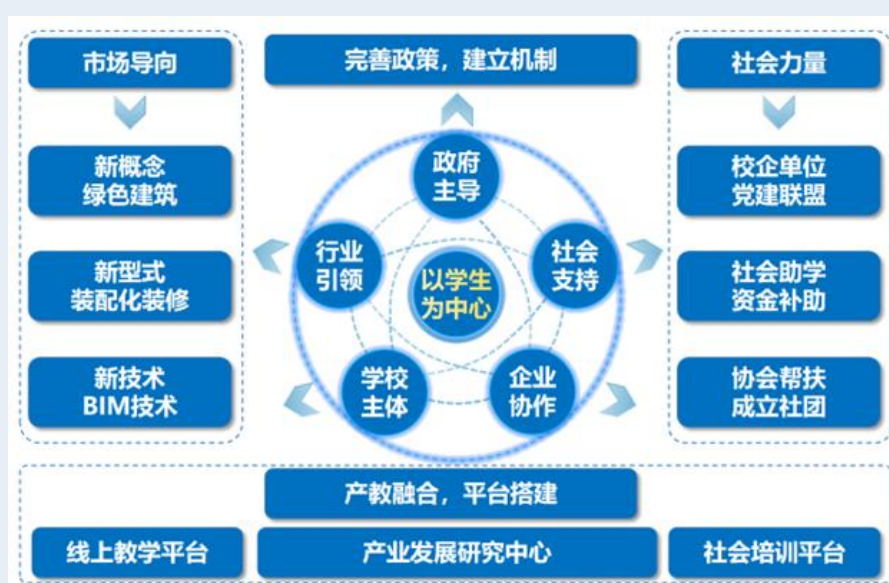 市场导向
完善政策，建立机制
社会力量
新概念
绿色建筑
新型式
装配化装修
新技术
BIM技术
政府
主导
行业
引领
社会
支持
以学生
为中心
学校
主体
企业
协作
校企单位
党建联盟
社会助学
资金补助
协会帮扶
成立社团
产教融合，平台搭建
线上教学平台
产业发展研究中心
社会培训平台